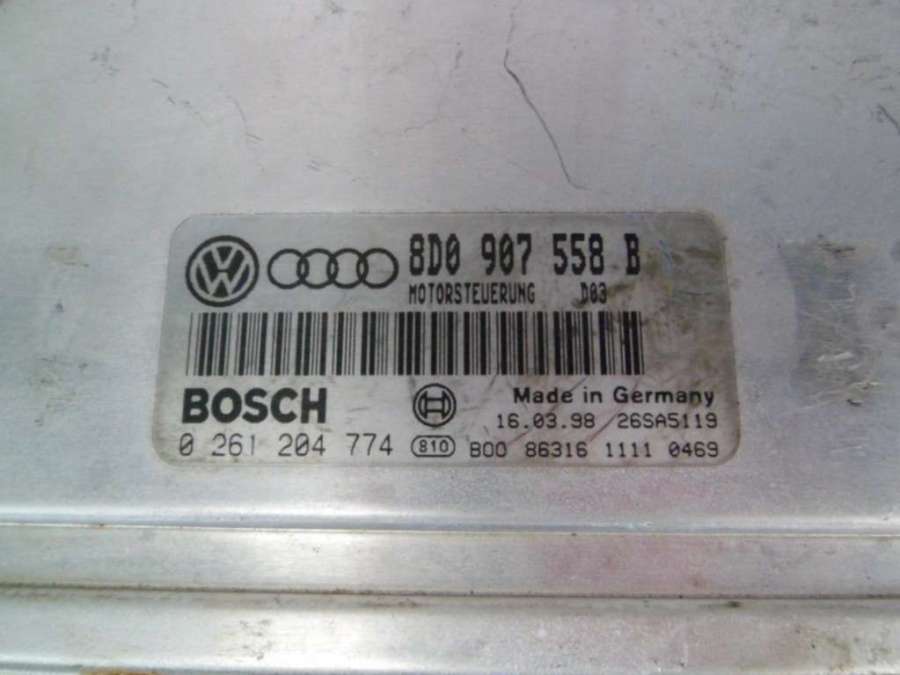 8D0 907 558 B
MOTORSTEUERUNG D03
BOSCH
Made in Germany
16.03.98 26SA5119
0 261 204 774 810 B00 86316 1111 0469